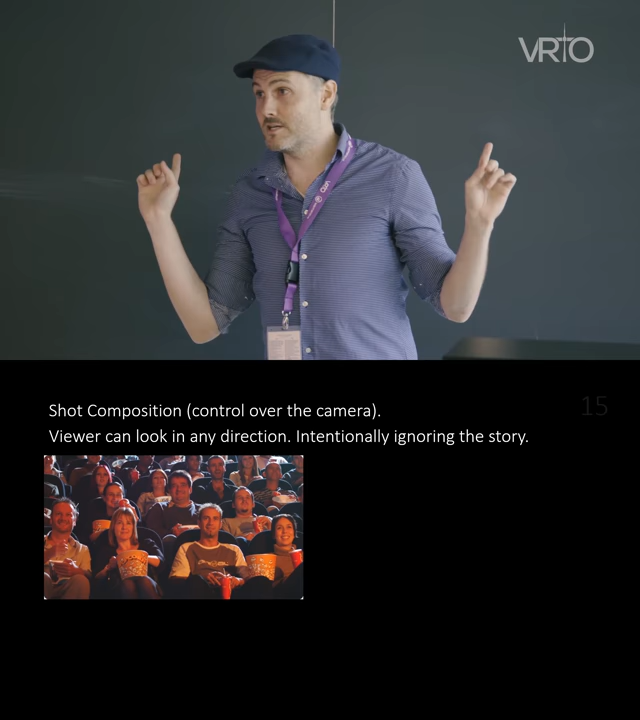 VRTO
15
Shot Composition (control over the camera).
Viewer can look in any direction. Intentionally ignoring the story.